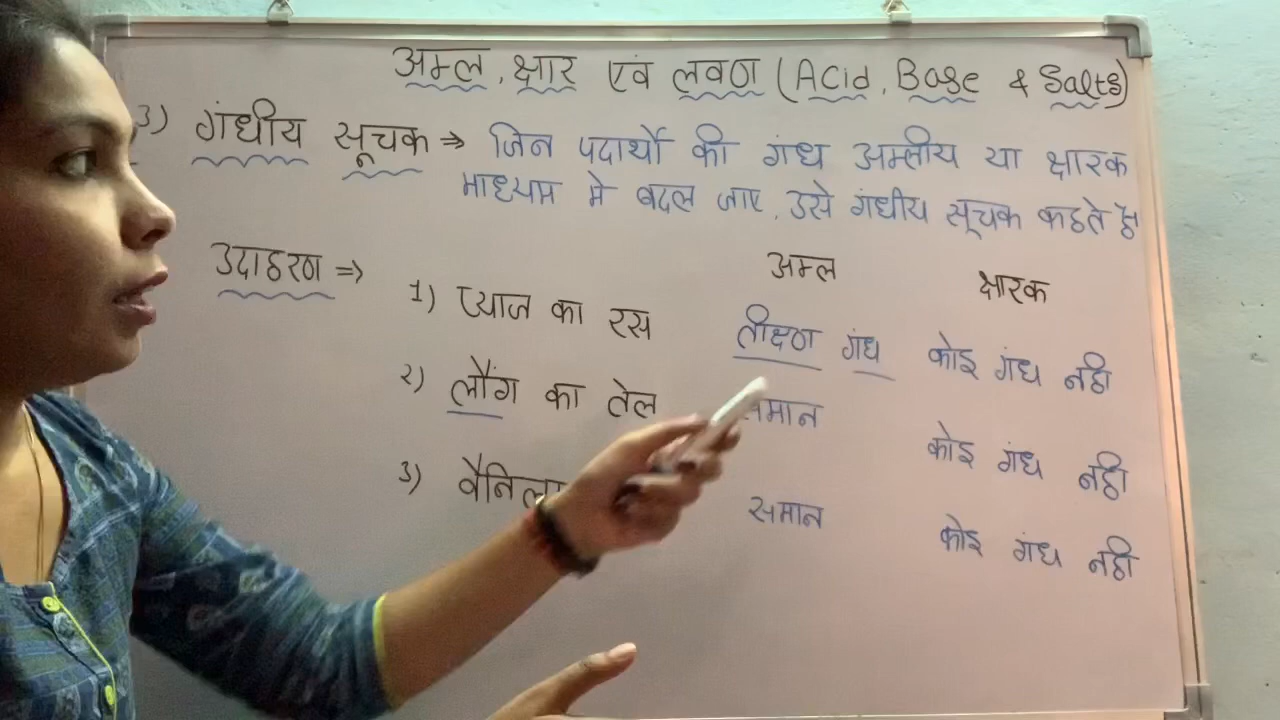 अम्ल, क्षार एवं लवण (Acid, Base & Salts)
3) गंधीय सूचक ⇒ जिन पदार्थो की गंध अम्लीय या क्षारक
माध्यम मे बदल जाए, उसे गंधीय सूचक कहते है
उदाहरण ⇒ अम्ल क्षारक
1) प्याज का रस तीक्ष्ण गंध कोइ गंध नही
2) लौंग का तेल समान कोइ गंध नही
3) वैनिला समान कोइ गंध नही